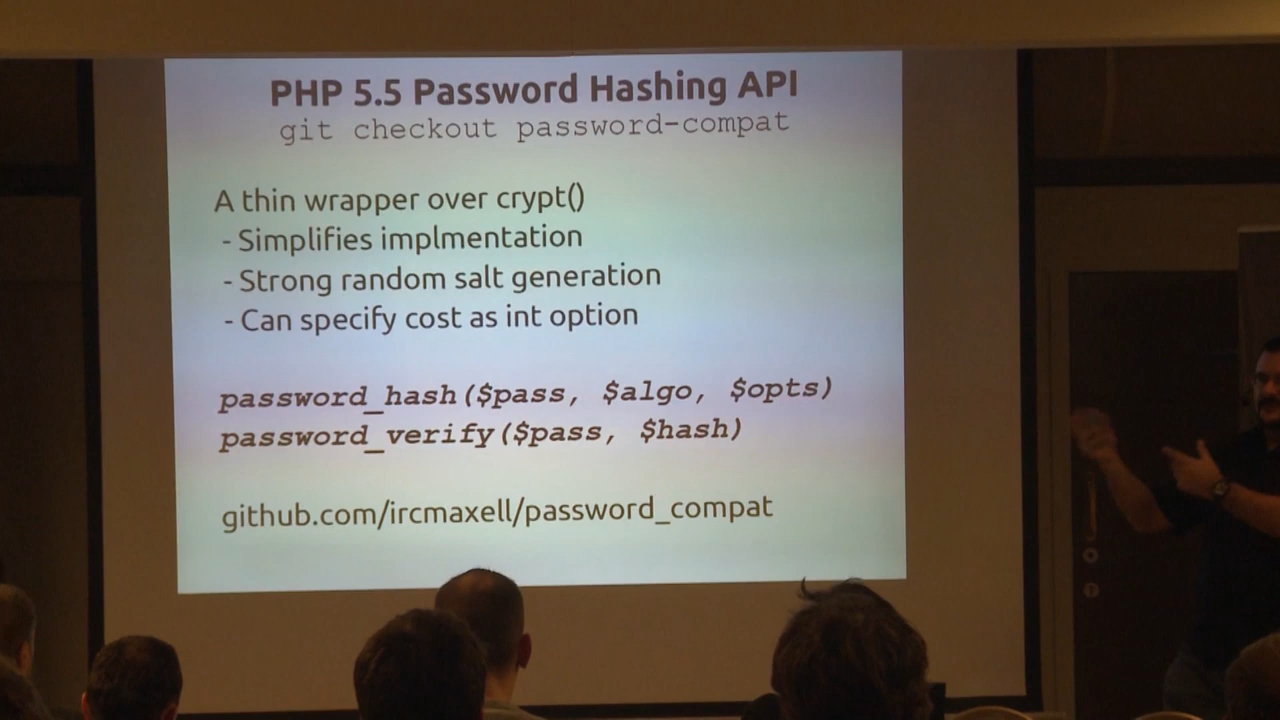 PHP 5.5 Password Hashing API
git checkout password-compat
A thin wrapper over crypt()
- Simplifies implmentation
- Strong random salt generation
- Can specify cost as int option
password_hash($pass, $algo, $opts)
password_verify($pass, $hash)
github.com/ircmaxell/password_compat